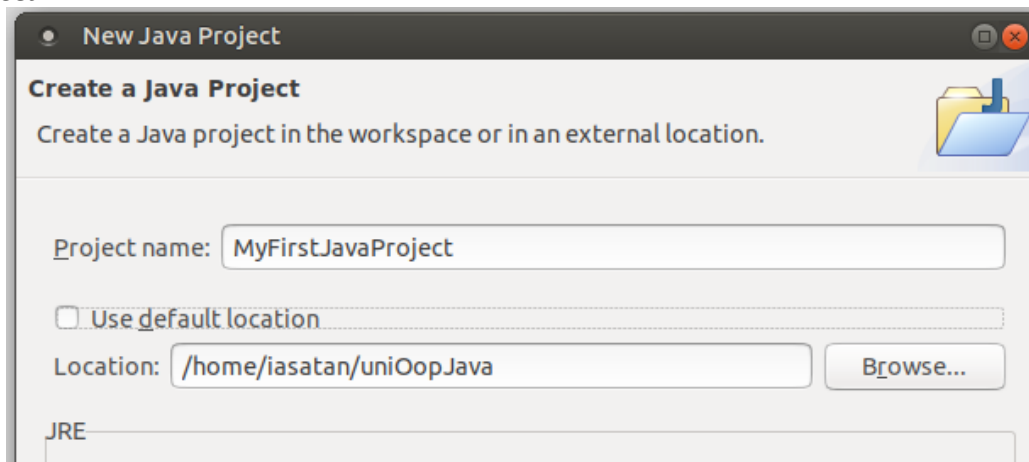 New Java Project
Create a Java Project
Create a Java project in the workspace or in an external location.
Project name: MyFirstJavaProject
Use default location
Location: /home/iasatan/uniOopJava Browse...
JRE